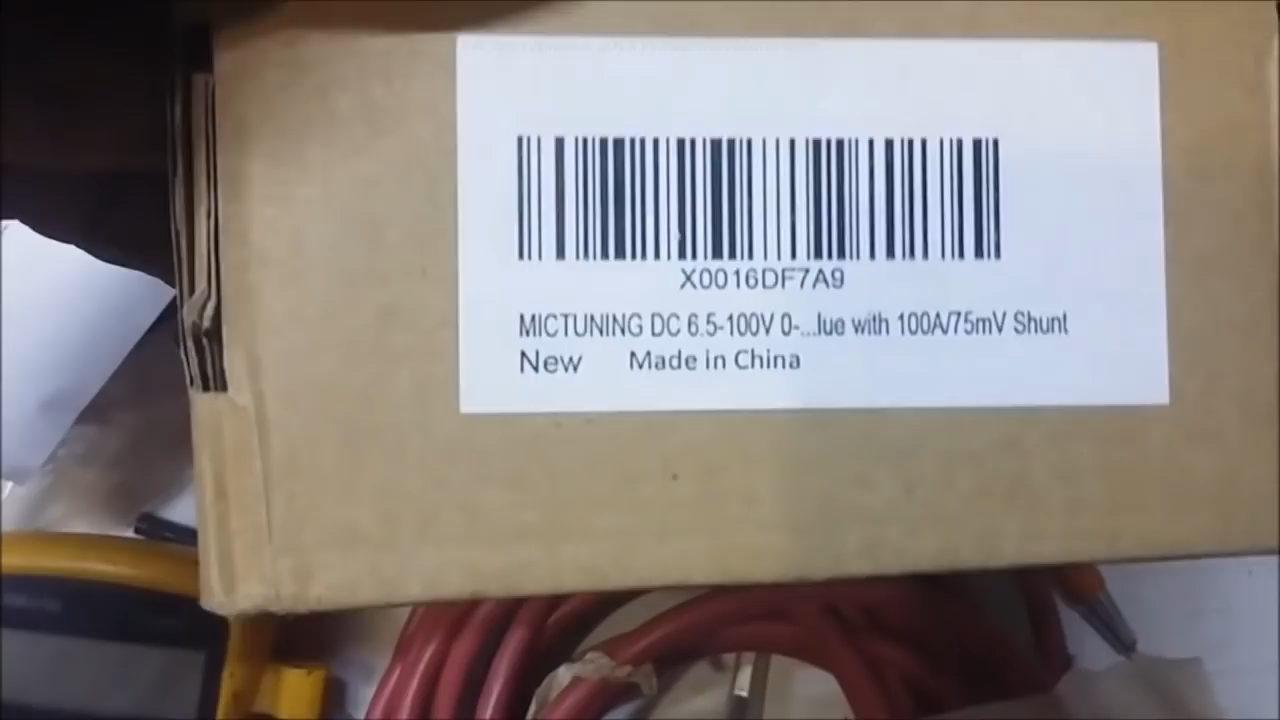 X0016DF7A9
MICTUNING DC 6.5-100V 0-...lue with 100A/75mV Shunt
New Made in China